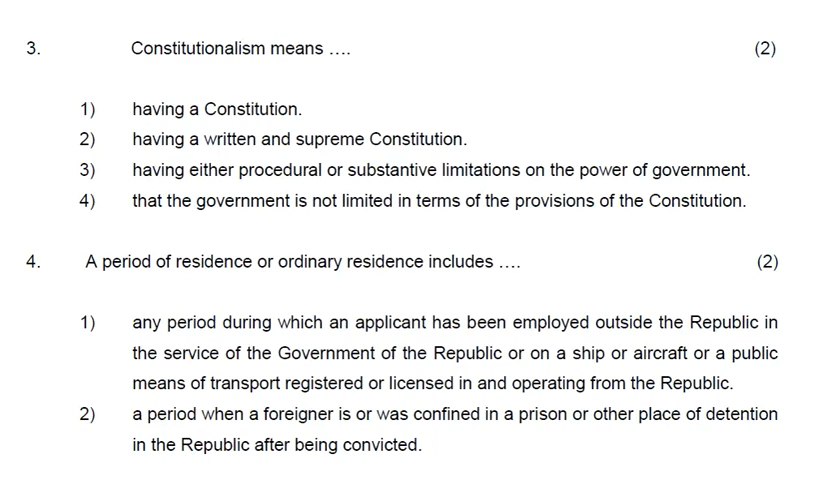 3. Constitutionalism means .... (2)
1) having a Constitution.
2) having a written and supreme Constitution.
3) having either procedural or substantive limitations on the power of government.
4) that the government is not limited in terms of the provisions of the Constitution.
4. A period of residence or ordinary residence includes .... (2)
1) any period during which an applicant has been employed outside the Republic in
the service of the Government of the Republic or on a ship or aircraft or a public
means of transport registered or licensed in and operating from the Republic.
2) a period when a foreigner is or was confined in a prison or other place of detention
in the Republic after being convicted.